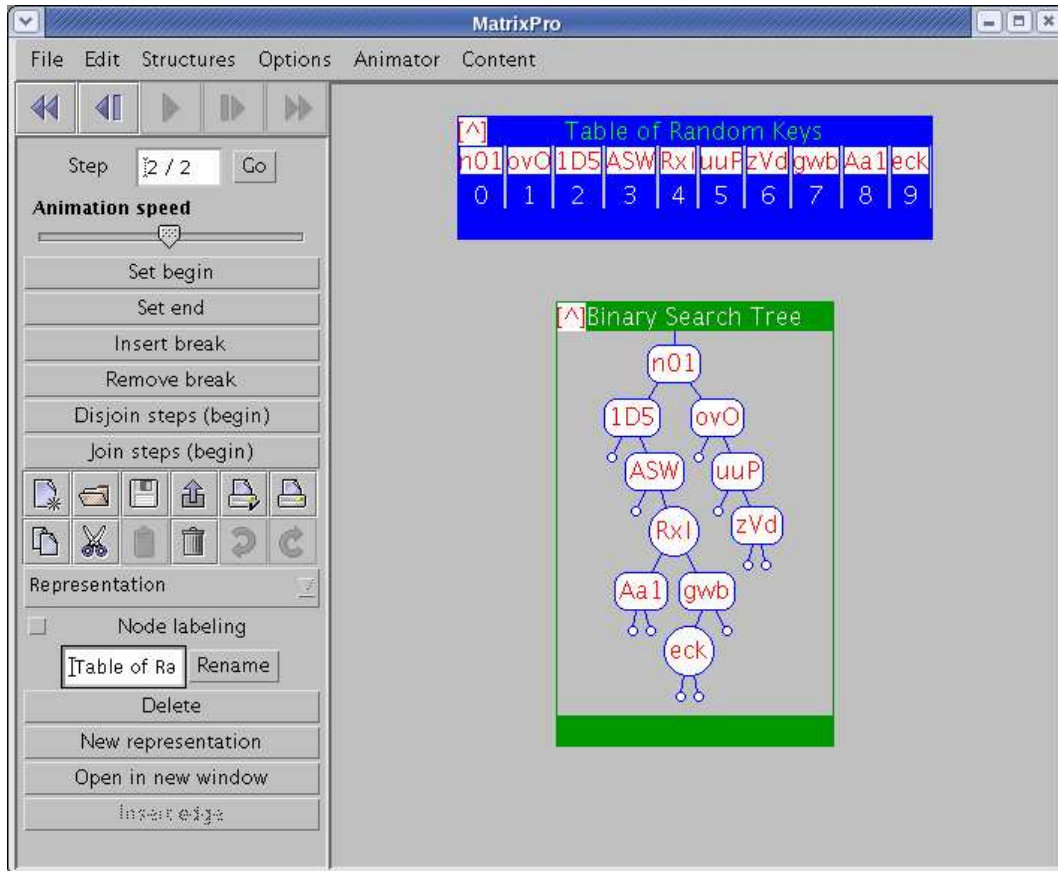 MatrixPro
File Edit Structures Options Animator Content
Step 2 / 2 Go
Animation speed
Set begin
Set end
Insert break
Remove break
Disjoin steps (begin)
Join steps (begin)
Representation
Node labeling
Table of Ra Rename
Delete
New representation
Open in new window
Insert edge
[^] Table of Random Keys
n01 ovO 1D5 ASW RxI uuP zVd gwb Aa1 eck
0 1 2 3 4 5 6 7 8 9
[^]Binary Search Tree
n01
1D5 ovO
ASW uuP
RxI zVd
Aa1 gwb
eck